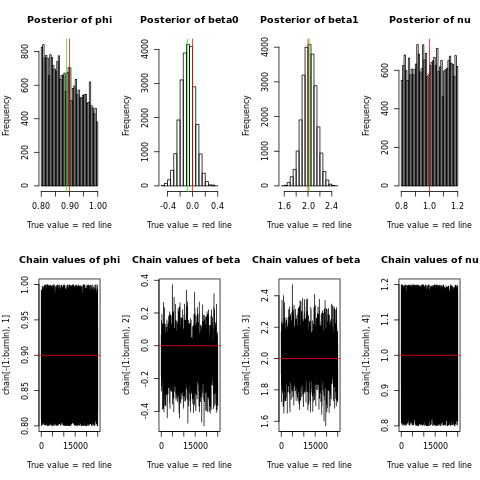 Posterior of phi
Posterior of beta0
Posterior of beta1
Posterior of nu
Frequency
0 200 400 600 800
0.80 0.90 1.00
True value = red line
Frequency
0 1000 2000 3000 4000
-0.4 0.0 0.4
True value = red line
Frequency
0 1000 2000 3000 4000
1.6 2.0 2.4
True value = red line
Frequency
0 200 400 600
0.8 1.0 1.2
True value = red line
Chain values of phi
Chain values of beta
Chain values of beta
Chain values of nu
chain[-(1:burnIn), 1]
0.80 0.85 0.90 0.95 1.00
0 15000
True value = red line
chain[-(1:burnIn), 2]
-0.4 0.0 0.2 0.4
0 15000
True value = red line
chain[-(1:burnIn), 3]
1.6 1.8 2.0 2.2 2.4
0 15000
True value = red line
chain[-(1:burnIn), 4]
0.8 0.9 1.0 1.1 1.2
0 15000
True value = red line